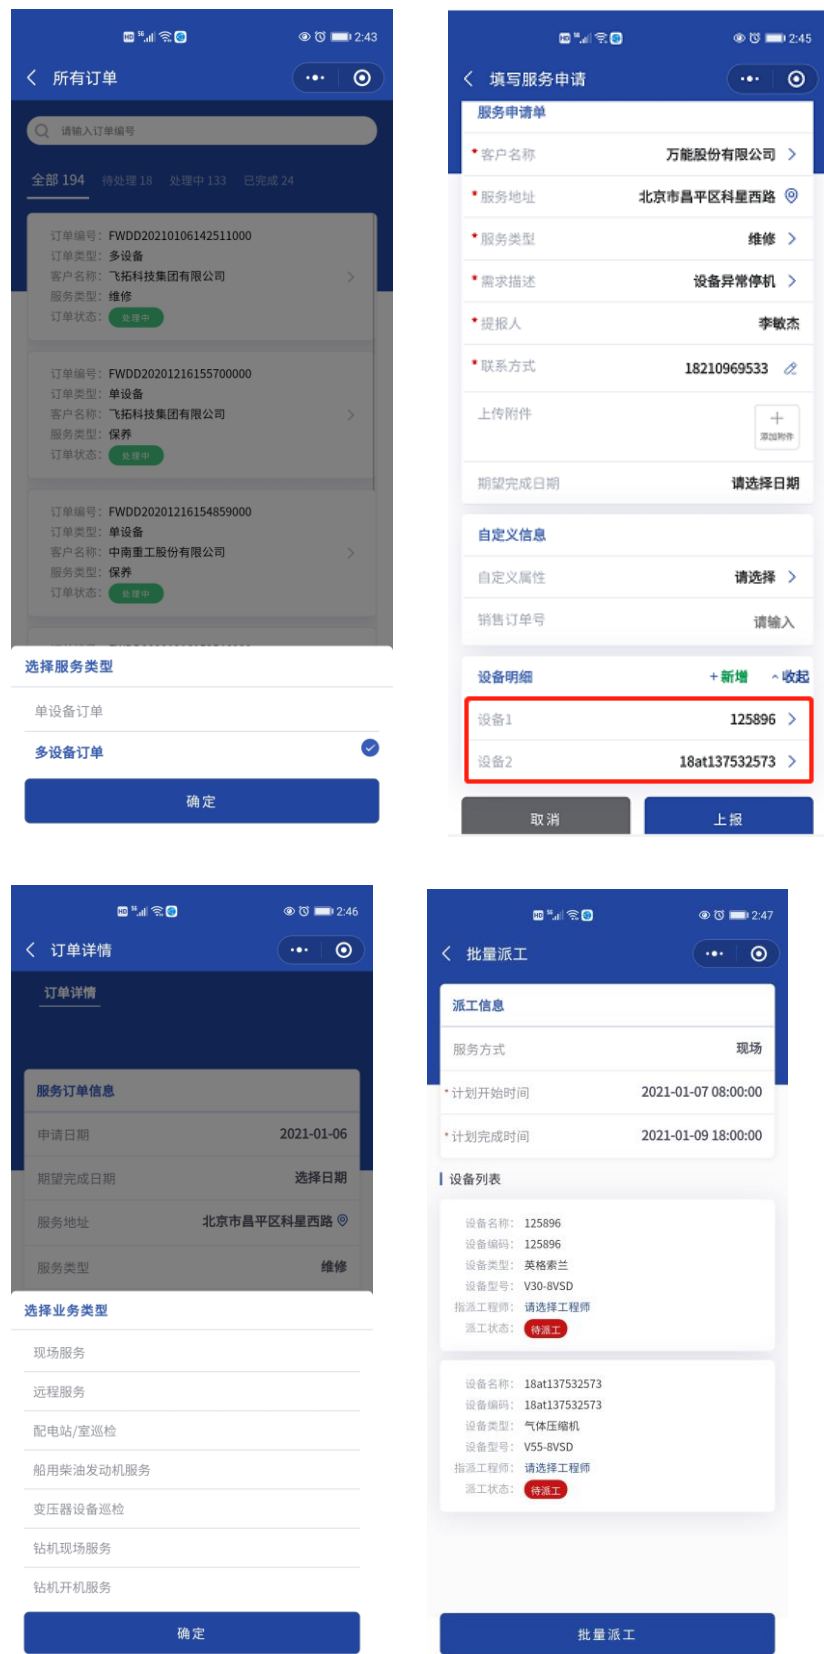 HD 5G 2:43
所有订单
请输入订单编号
全部 194 待处理 18 处理中 133 已完成 24
订单编号: FWDD20210106142511000
订单类型: 多设备
客户名称: 飞拓科技集团有限公司
服务类型: 维修
订单状态: 处理中
订单编号: FWDD20201216155700000
订单类型: 单设备
客户名称: 飞拓科技集团有限公司
服务类型: 保养
订单状态: 处理中
订单编号: FWDD20201216154859000
订单类型: 单设备
客户名称: 中南重工股份有限公司
服务类型: 保养
订单状态: 处理中
选择服务类型
单设备订单
多设备订单
确定
HD 5G 2:45
填写服务申请
服务申请单
*客户名称 万能股份有限公司
*服务地址 北京市昌平区科星西路
*服务类型 维修
*需求描述 设备异常停机
*提报人 李敏杰
*联系方式 18210969533
上传附件
添加附件
期望完成日期 请选择日期
自定义信息
自定义属性 请选择
销售订单号 请输入
设备明细 +新增 收起
设备1 125896
设备2 18at137532573
取消 上报
HD 5G 2:46
订单详情
订单详情
服务订单信息
申请日期 2021-01-06
期望完成日期 选择日期
服务地址 北京市昌平区科星西路
服务类型 维修
选择业务类型
现场服务
远程服务
配电站/室巡检
船用柴油发动机服务
变压器设备巡检
钻机现场服务
钻机开机服务
确定
HD 5G 2:47
批量派工
派工信息
服务方式 现场
*计划开始时间 2021-01-07 08:00:00
*计划完成时间 2021-01-09 18:00:00
设备列表
设备名称: 125896
设备编码: 125896
设备类型: 英格索兰
设备型号: V30-8VSD
指派工程师: 请选择工程师
派工状态: 待派工
设备名称: 18at137532573
设备编码: 18at137532573
设备类型: 气体压缩机
设备型号: V55-8VSD
指派工程师: 请选择工程师
派工状态: 待派工
批量派工